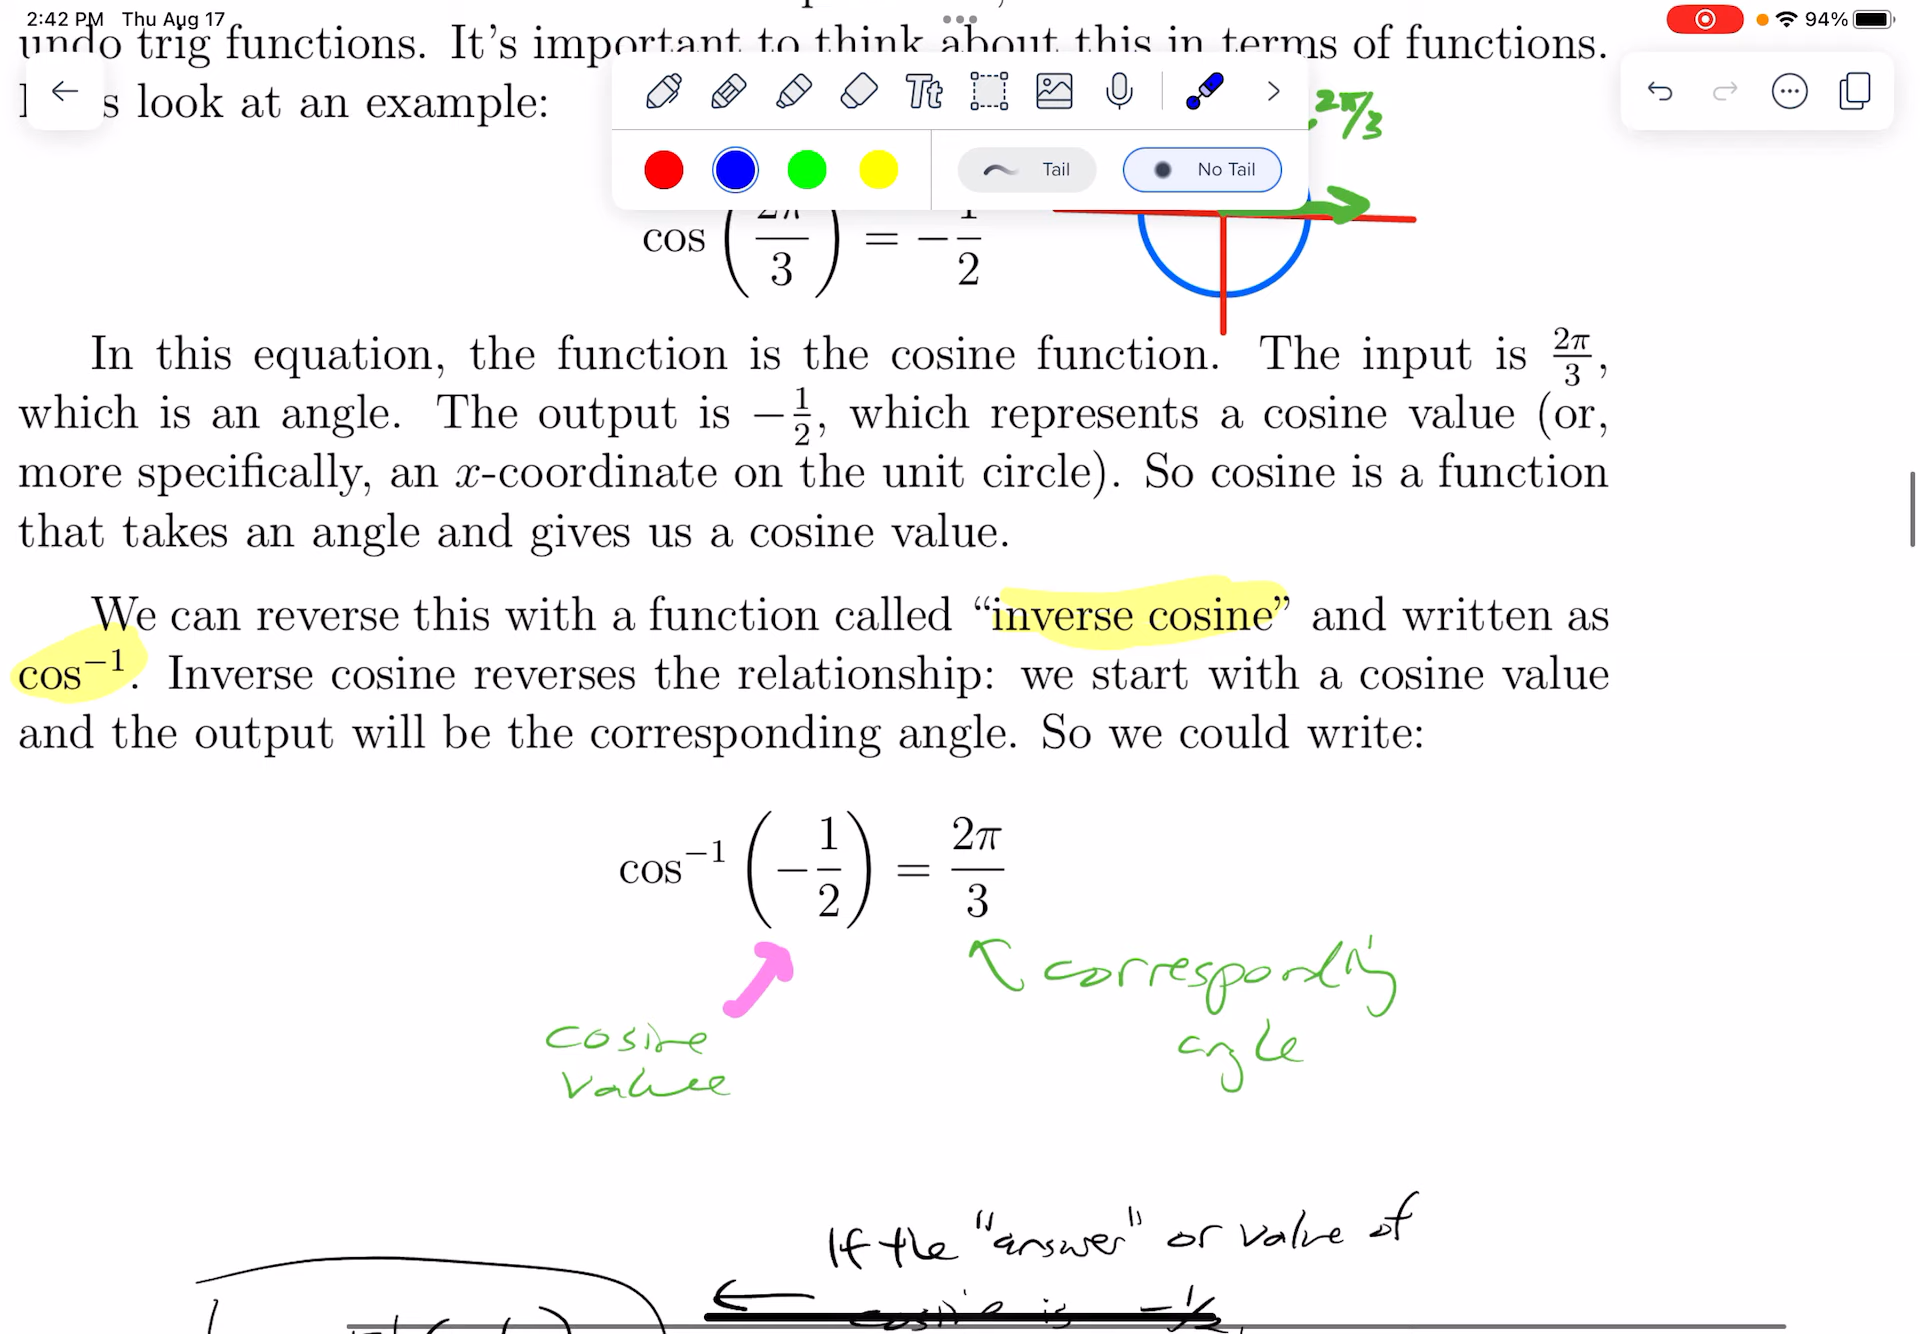 2:42 PM Thu Aug 17
94%
undo trig functions. It's important to think about this in terms of functions.
s look at an example:
Tt
2π/3
Tail
No Tail
cos(2π/3) = −1/2
In this equation, the function is the cosine function. The input is 2π/3,
which is an angle. The output is −1/2, which represents a cosine value (or,
more specifically, an x-coordinate on the unit circle). So cosine is a function
that takes an angle and gives us a cosine value.
We can reverse this with a function called “inverse cosine” and written as
cos⁻¹. Inverse cosine reverses the relationship: we start with a cosine value
and the output will be the corresponding angle. So we could write:
cos⁻¹(−1/2) = 2π/3
corresponding
angle
cosine
value
If the "answer" or value of
cosine is −1/2,